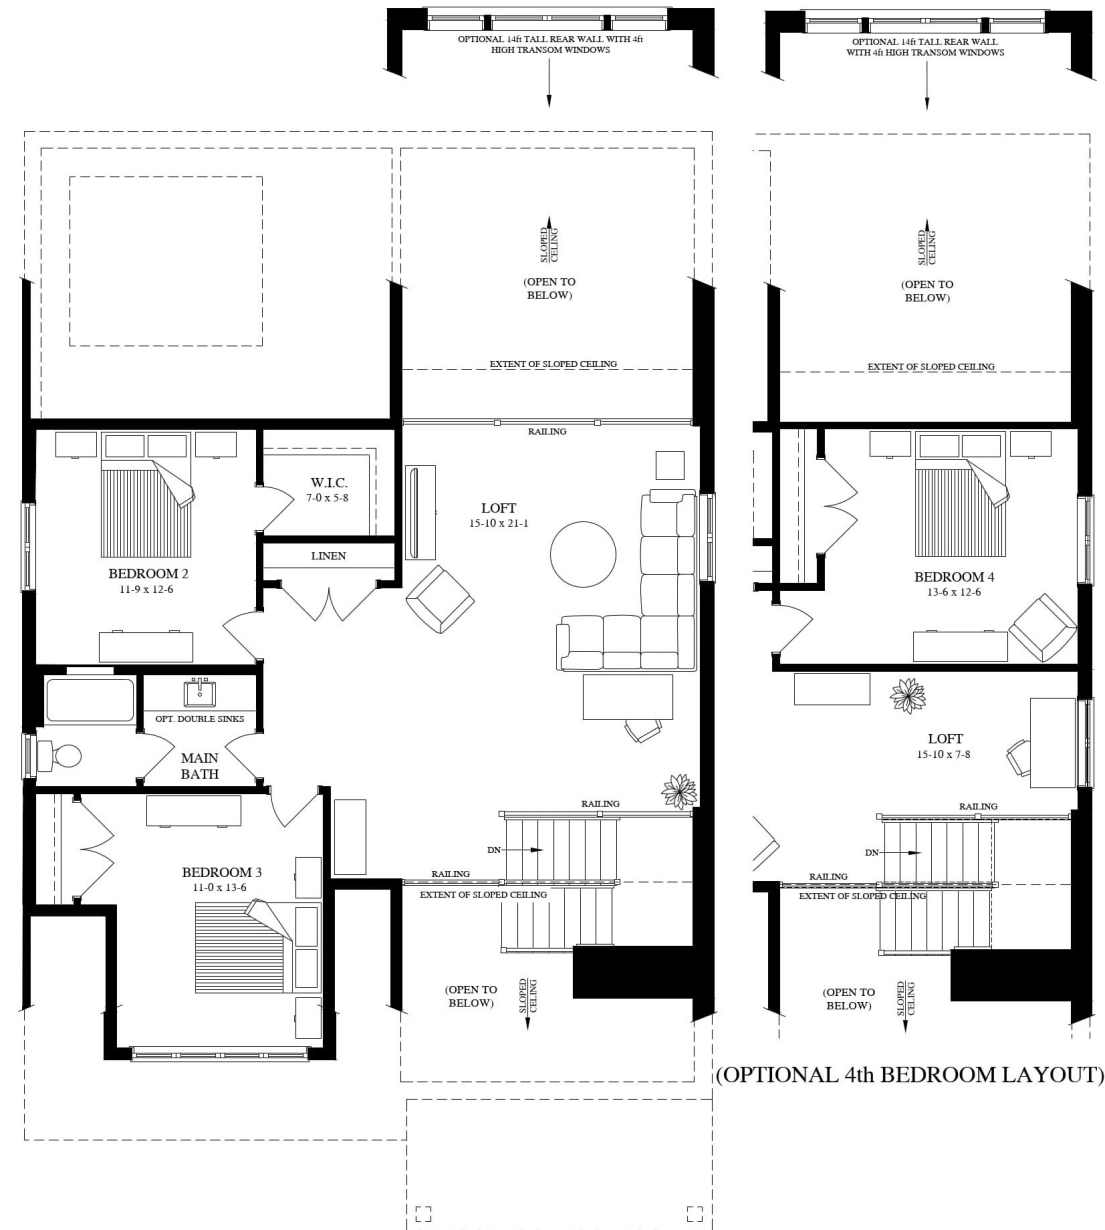 OPTIONAL 14ft TALL REAR WALL WITH 4ft
HIGH TRANSOM WINDOWS
SLOPED
CELING
(OPEN TO
BELOW)
EXTENT OF SLOPED CEILING
RAILING
W.I.C.
7-0 x 5-8
LOFT
15-10 x 21-1
LINEN
BEDROOM 2
11-9 x 12-6
OPT. DOUBLE SINKS
MAIN
BATH
RAILING
DN
BEDROOM 3
11-0 x 13-6
RAILING
EXTENT OF SLOPED CEILING
(OPEN TO
BELOW)
SLOPED
CELING
OPTIONAL 14ft TALL REAR WALL
WITH 4ft HIGH TRANSOM WINDOWS
SLOPED
CELING
(OPEN TO
BELOW)
EXTENT OF SLOPED CEILING
BEDROOM 4
13-6 x 12-6
LOFT
15-10 x 7-8
RAILING
DN
RAILING
EXTENT OF SLOPED CEILING
(OPEN TO
BELOW)
SLOPED
CELING
(OPTIONAL 4th BEDROOM LAYOUT)